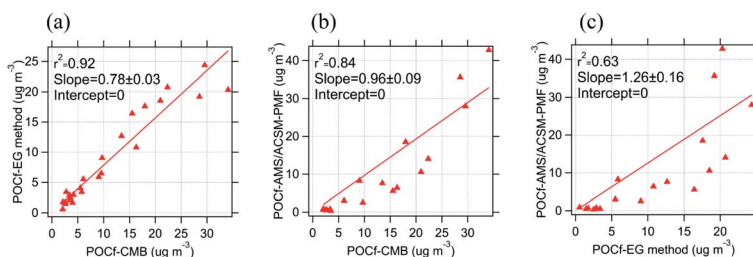 (a)
r²=0.92
Slope=0.78±0.03
Intercept=0
POCf-EG method (ug m⁻³)
25
20
15
10
5
0
0 5 10 15 20 25 30
POCf-CMB (ug m⁻³)
(b)
r²=0.84
Slope=0.96±0.09
Intercept=0
POCf-AMS/ACSM-PMF (ug m⁻³)
40
30
20
10
0
0 5 10 15 20 25 30
POCf-CMB (ug m⁻³)
(c)
r²=0.63
Slope=1.26±0.16
Intercept=0
POCf-AMS/ACSM-PMF (ug m⁻³)
40
30
20
10
0
0 5 10 15 20
POCf-EG method (ug m⁻³)